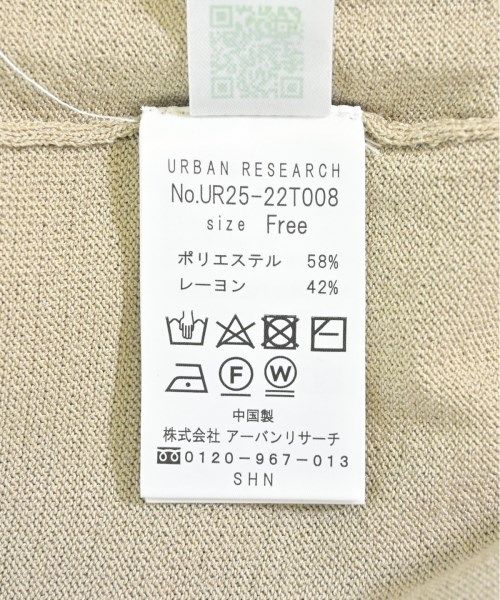 URBAN RESEARCH
No.UR25-22T008
size Free
ポリエステル 58%
レーヨン 42%
F W
中国製
株式会社 アーバンリサーチ
0120-967-013
SHN